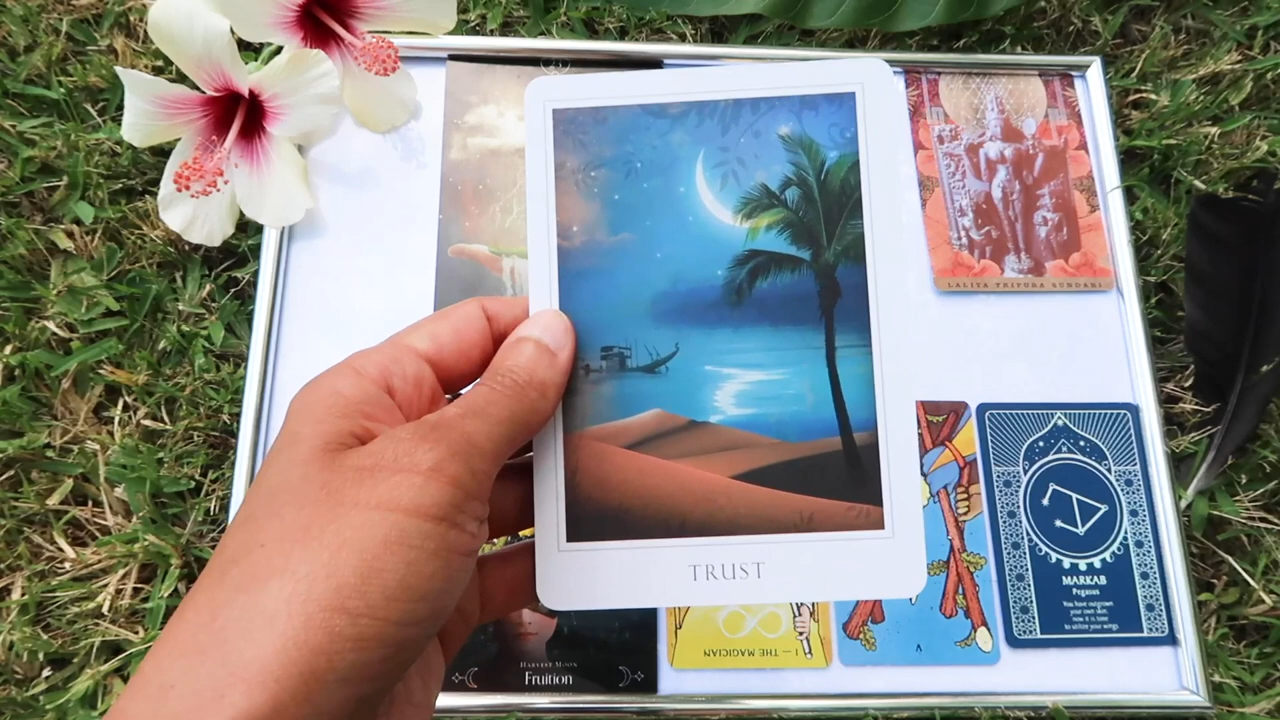 LALITA TRIPURA SUNDARI
TRUST
MARKAB
Pegasus
You have outgrown
your own skin.
now it is time
to utilize your wings.
I — THE MAGICIAN
V
HARVEST MOON
Fruition